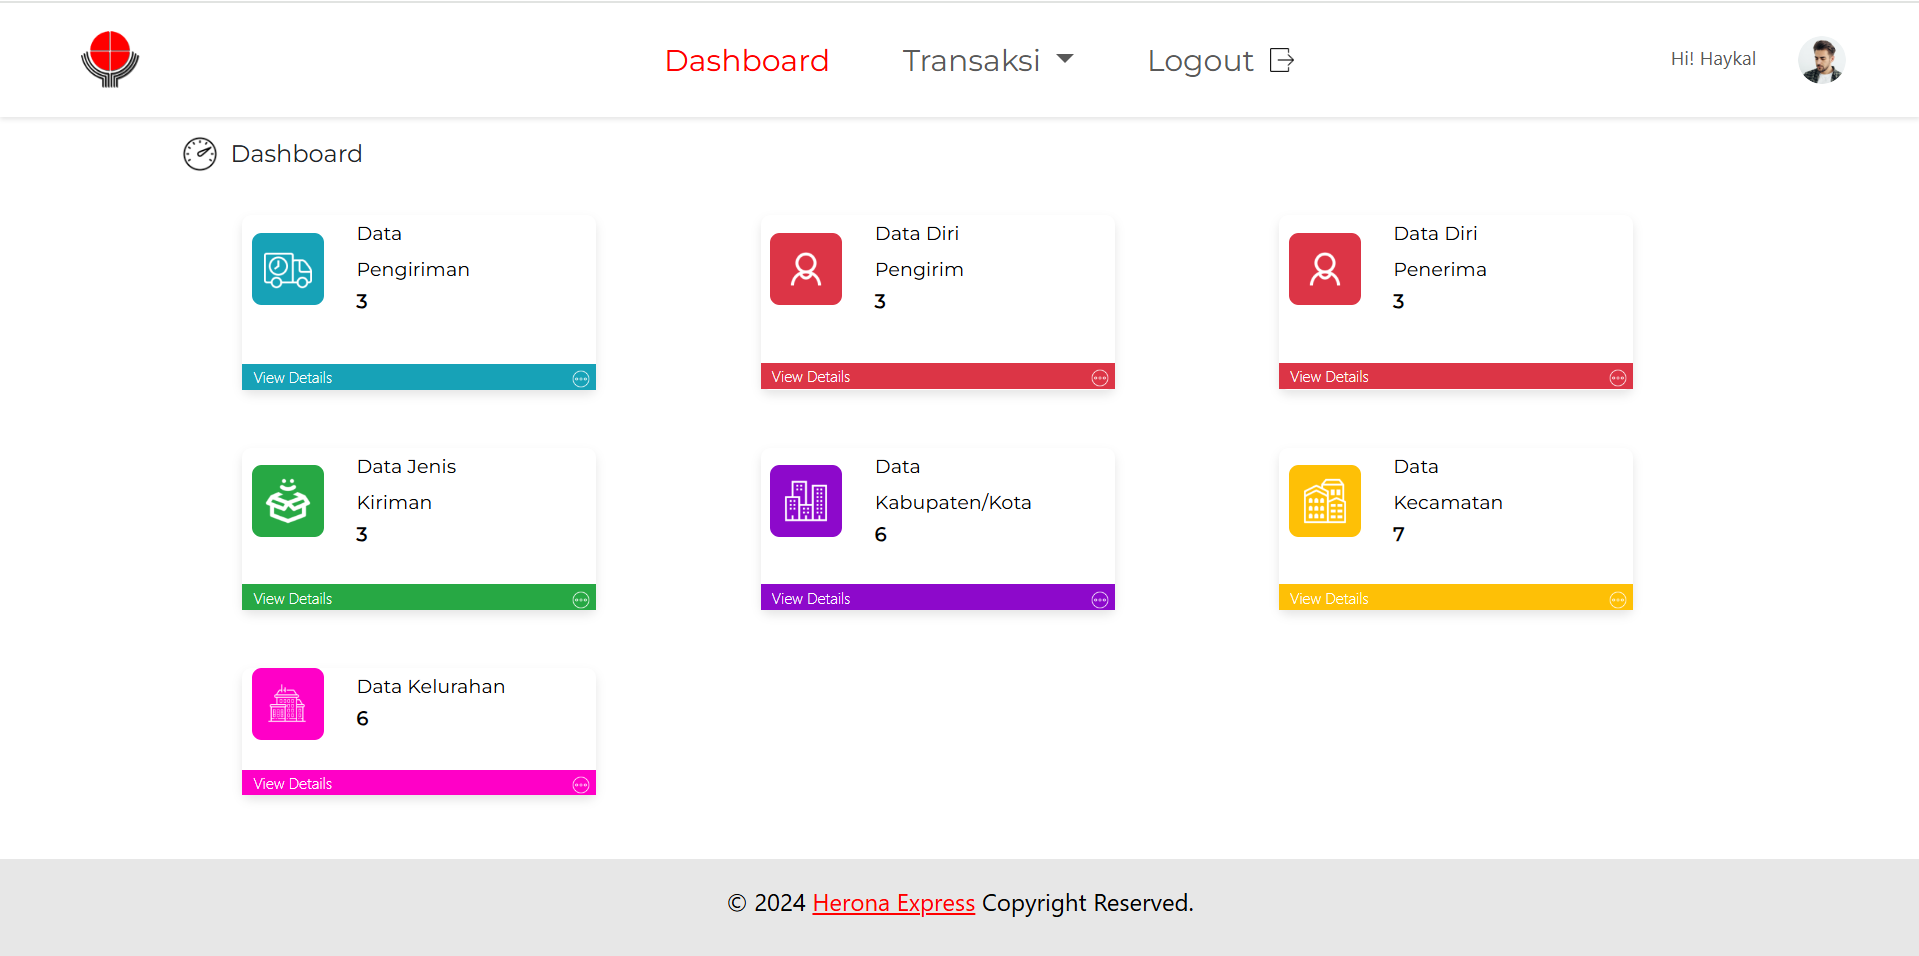 Dashboard
Transaksi
Logout
Hi! Haykal
Dashboard
Data
Pengiriman
3
View Details
Data Diri
Pengirim
3
View Details
Data Diri
Penerima
3
View Details
Data Jenis
Kiriman
3
View Details
Data
Kabupaten/Kota
6
View Details
Data
Kecamatan
7
View Details
Data Kelurahan
6
View Details
© 2024 Herona Express Copyright Reserved.